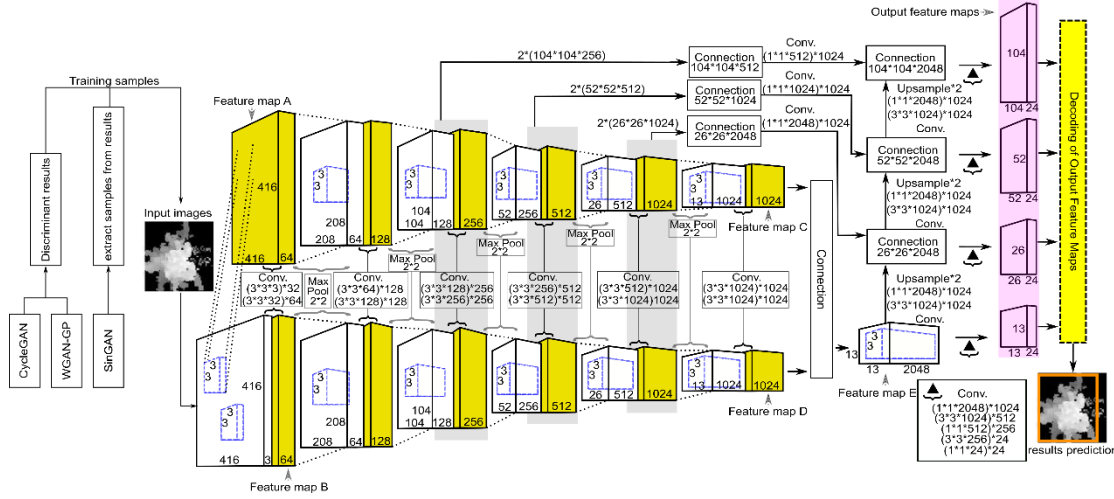 Training samples
Discriminant results
extract samples from results
CycleGAN
WGAN-GP
SinGAN
Input images
Feature map A
416
416 64
3
3
208
208 64 128
3
3
104
104 128 256
3
3
52 256 512
3
3
26 512 1024
3
3
13 1024 1024
Feature map C
Conv.
(3*3*3)*32
(3*3*32)*64
Max
Pool
2*2
Conv.
(3*3*64)*128
(3*3*128)*128
Max Pool
2*2
Conv.
(3*3*128)*256
(3*3*256)*256
Max Pool
2*2
Conv.
(3*3*256)*512
(3*3*512)*512
Max Pool
2*2
Conv.
(3*3*512)*1024
(3*3*1024)*1024
Max Pool
2*2
Conv.
(3*3*1024)*1024
(3*3*1024)*1024
3
3
3
3
416
416 3 64
Feature map B
3
3
208
208 64 128
3
3
104
104 128 256
3
3
52 256 512
3
3
26 512 1024
3
3
13 1024 1024
Feature map D
2*(104*104*256)
2*(52*52*512)
2*(26*26*1024)
Connection
104*104*512
Connection
52*52*1024
Connection
26*26*2048
Conv.
(1*1*512)*1024
Conv.
(1*1*1024)*1024
Conv.
(1*1*2048)*1024
Connection
Connection
104*104*2048
Upsample*2
(1*1*2048)*1024
(3*3*1024)*1024
Conv.
Connection
52*52*2048
Upsample*2
(1*1*2048)*1024
(3*3*1024)*1024
Conv.
Connection
26*26*2048
Upsample*2
(1*1*2048)*1024
(3*3*1024)*1024
Conv.
3
3
13
13 2048
Feature map E
Output feature maps
104
104 24
52
52 24
26
26 24
13
13 24
Decoding of Output Feature Maps
Conv.
(1*1*2048)*1024
(3*3*1024)*512
(1*1*512)*256
(3*3*256)*24
(1*1*24)*24
results prediction